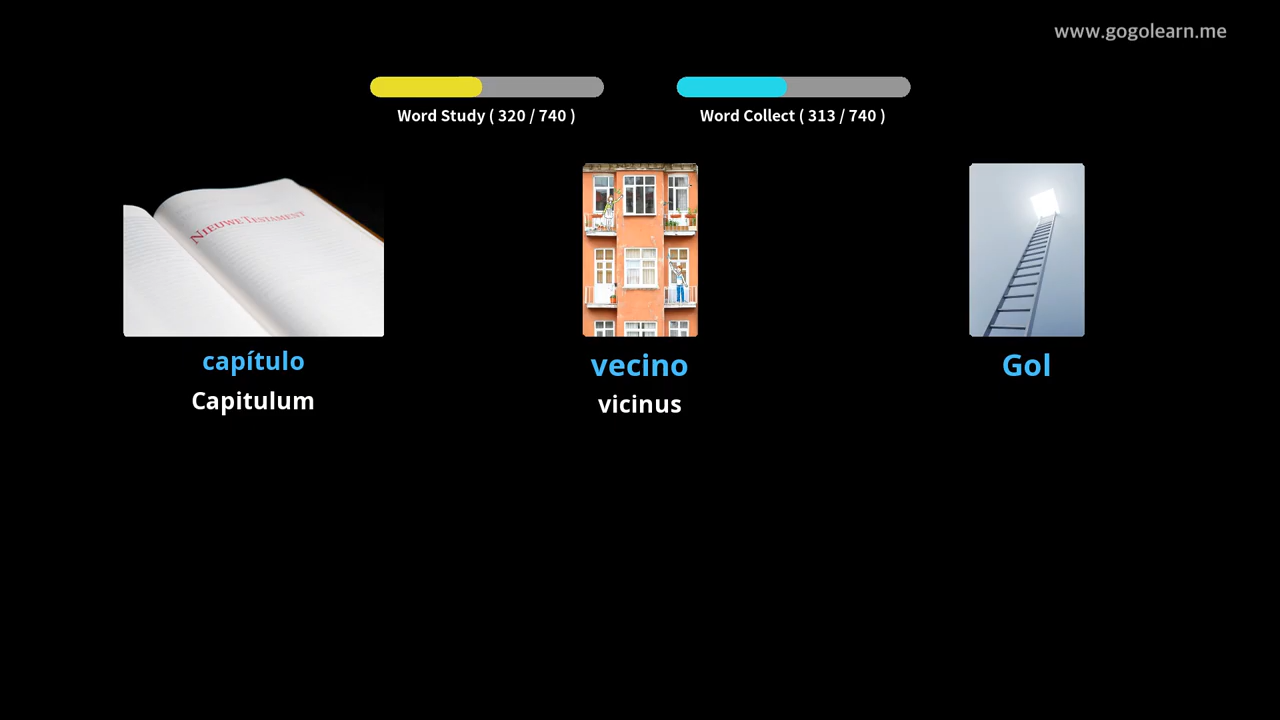 www.gogolearn.me
Word Study ( 320 / 740 )
Word Collect ( 313 / 740 )
NIEUWE TESTAMENT
capítulo
Capitulum
vecino
vicinus
Gol